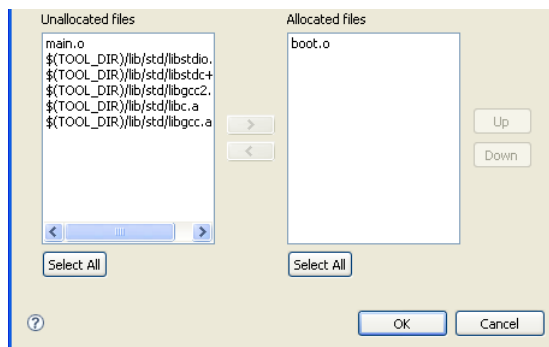 Unallocated files
Allocated files
main.o
$(TOOL_DIR)/lib/std/libstdio.
$(TOOL_DIR)/lib/std/libstdc+
$(TOOL_DIR)/lib/std/libgcc2.
$(TOOL_DIR)/lib/std/libc.a
$(TOOL_DIR)/lib/std/libgcc.a
boot.o
>
<
Up
Down
Select All
Select All
?
OK
Cancel